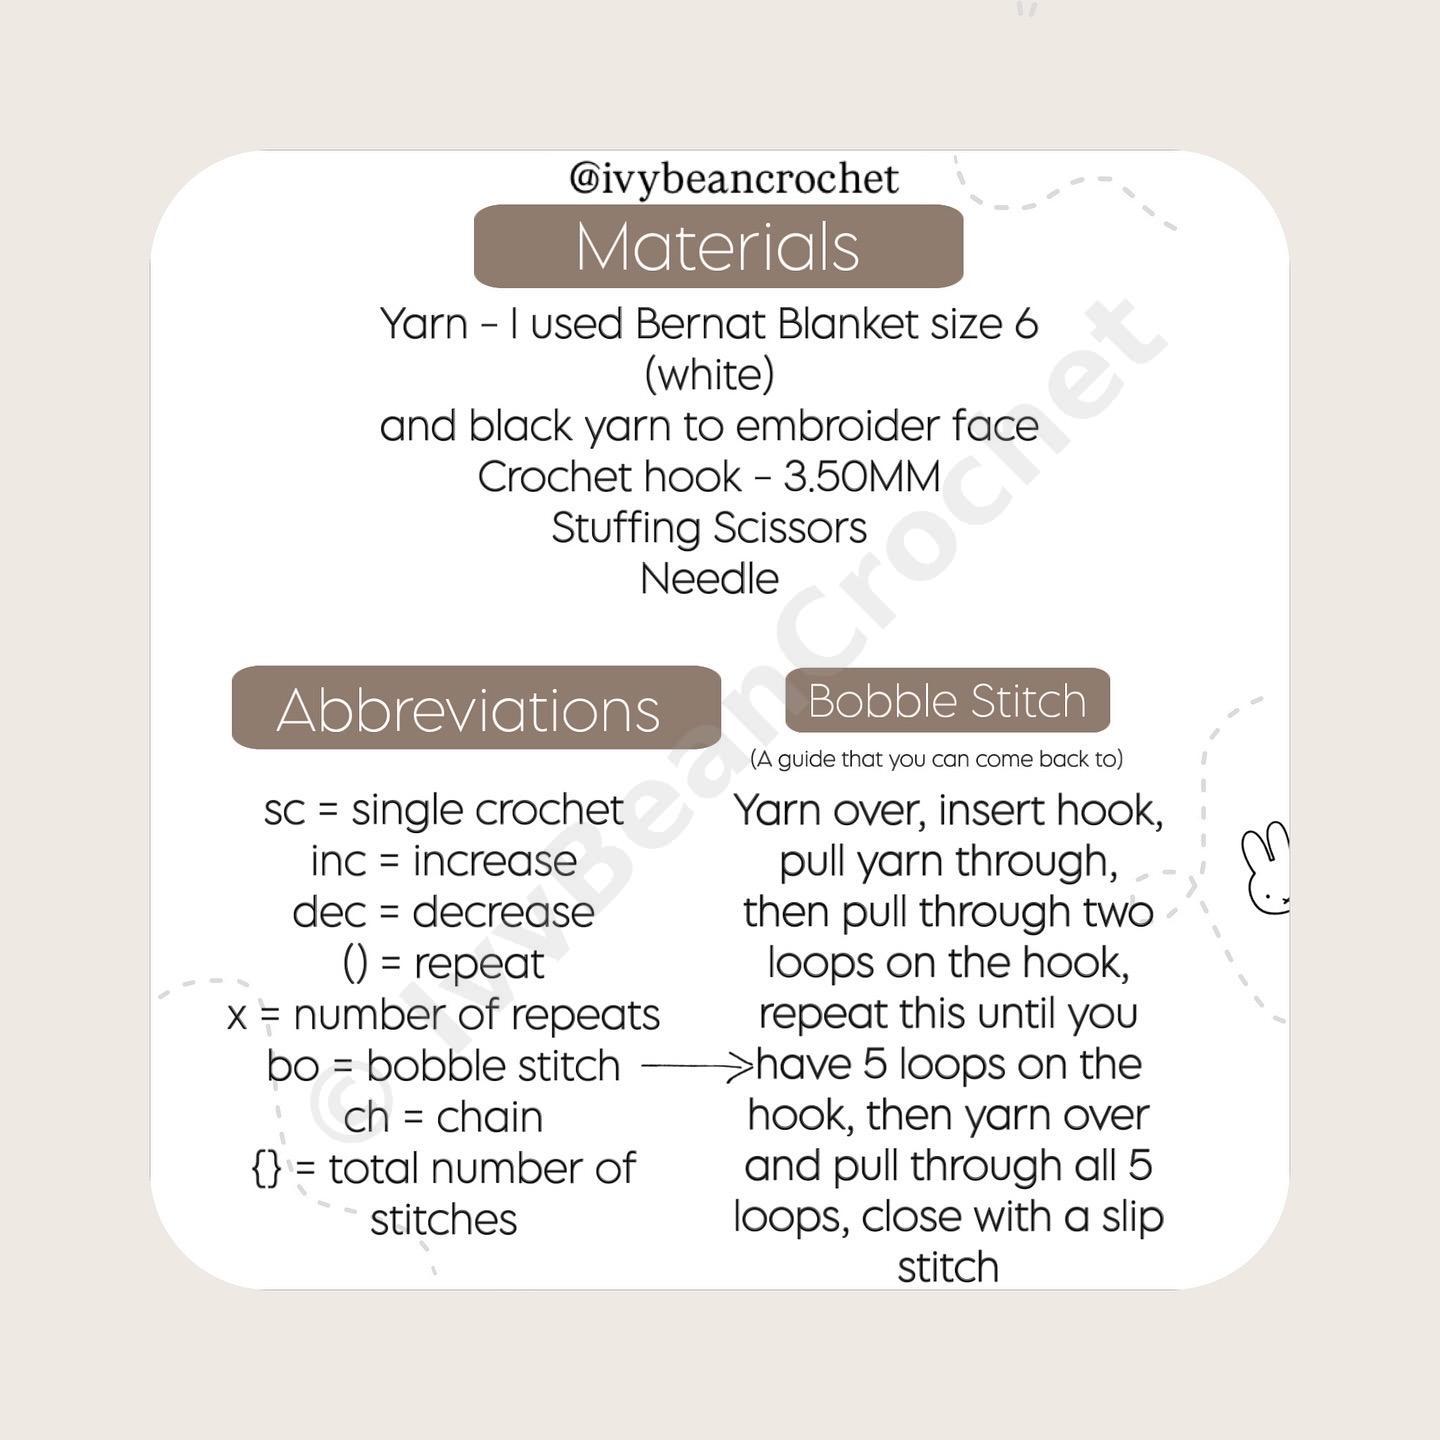 @ivybeancrochet
Materials
Yarn - I used Bernat Blanket size 6
(white)
and black yarn to embroider face
Crochet hook - 3.50MM
Stuffing Scissors
Needle
Abbreviations
sc = single crochet
inc = increase
dec = decrease
() = repeat
x = number of repeats
bo = bobble stitch
ch = chain
{} = total number of
stitches
Bobble Stitch
(A guide that you can come back to)
Yarn over, insert hook,
pull yarn through,
then pull through two
loops on the hook,
repeat this until you
have 5 loops on the
hook, then yarn over
and pull through all 5
loops, close with a slip
stitch
© IvyBeanCrochet